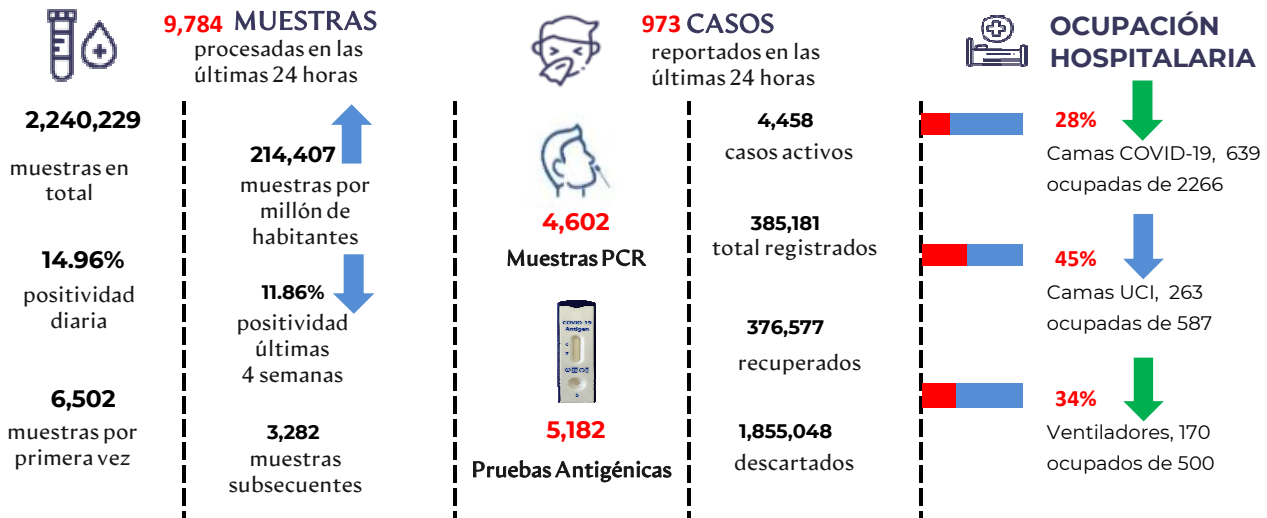 9,784 MUESTRAS
procesadas en las
últimas 24 horas
2,240,229
muestras en
total
14.96%
positividad
diaria
6,502
muestras por
primera vez
214,407
muestras por
millón de
habitantes
11.86%
positividad
últimas
4 semanas
3,282
muestras
subsecuentes
973 CASOS
reportados en las
últimas 24 horas
4,602
Muestras PCR
COVID-19
Antigen
C
T
S
5,182
Pruebas Antigénicas
4,458
casos activos
385,181
total registrados
376,577
recuperados
1,855,048
descartados
OCUPACIÓN
HOSPITALARIA
28%
Camas COVID-19, 639
ocupadas de 2266
45%
Camas UCI, 263
ocupadas de 587
34%
Ventiladores, 170
ocupados de 500